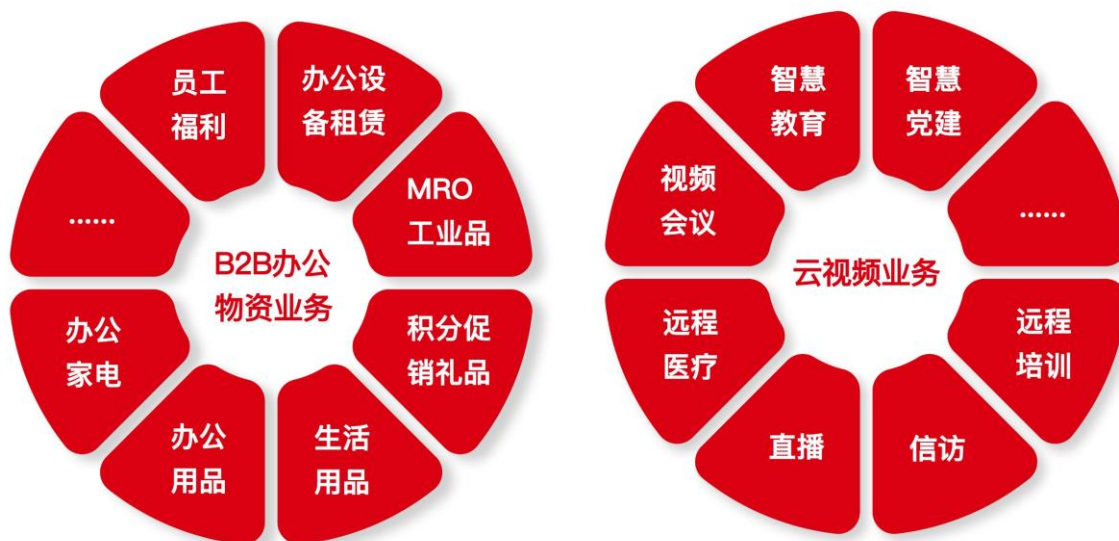 员工
福利
办公设
备租赁
MRO
工业品
积分促
销礼品
生活
用品
办公
用品
办公
家电
......
B2B办公
物资业务
智慧
教育
智慧
党建
......
远程
培训
信访
直播
远程
医疗
视频
会议
云视频业务